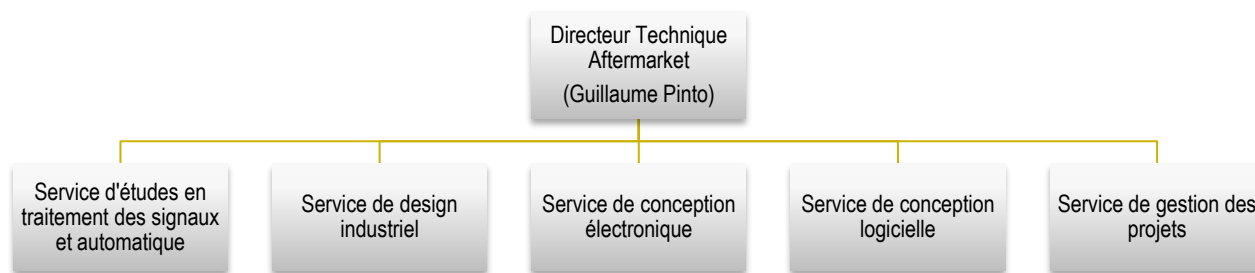 Directeur Technique
Aftermarket
(Guillaume Pinto)
Service d'études en
traitement des signaux
et automatique
Service de design
industriel
Service de conception
électronique
Service de conception
logicielle
Service de gestion des
projets